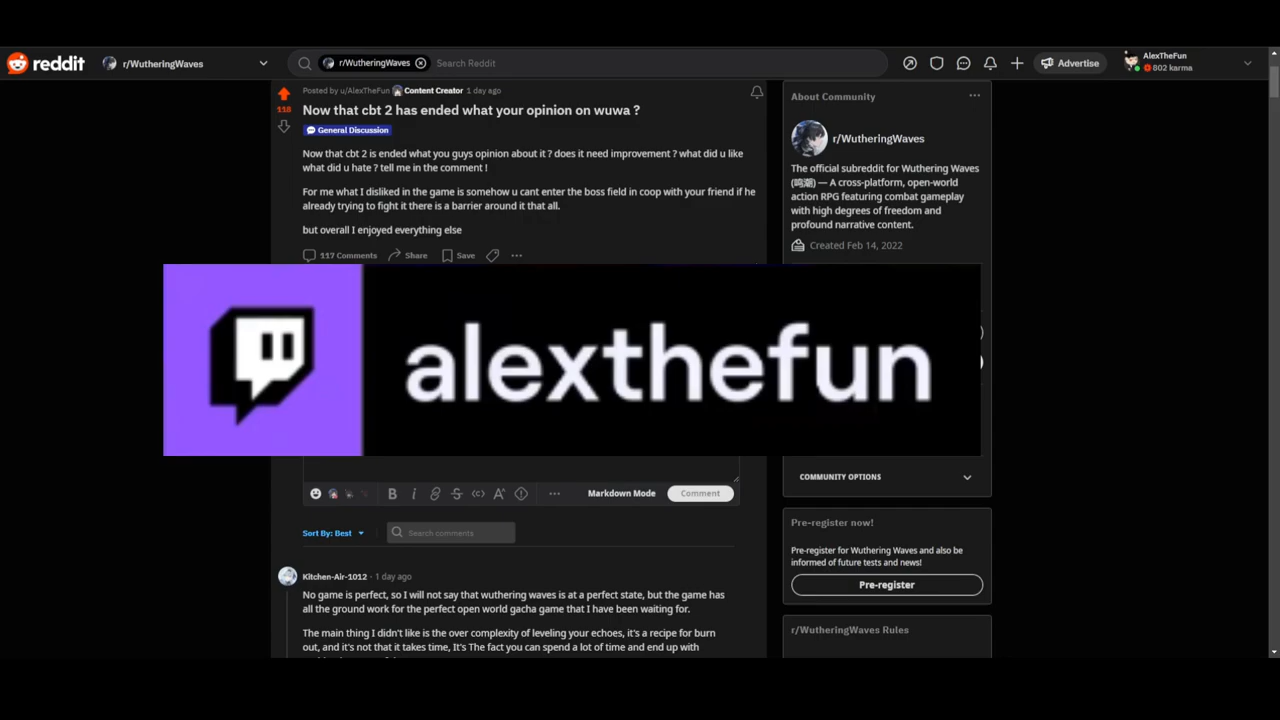 reddit
r/WutheringWaves
r/WutheringWaves
Search Reddit
Advertise
AlexTheFun
802 karma
Posted by u/AlexTheFun Content Creator 1 day ago
118
Now that cbt 2 has ended what your opinion on wuwa ?
General Discussion
Now that cbt 2 is ended what you guys opinion about it ? does it need improvement ? what did u like
what did u hate ? tell me in the comment !
For me what I disliked in the game is somehow u cant enter the boss field in coop with your friend if he
already trying to fight it there is a barrier around it that all.
but overall I enjoyed everything else
117 Comments Share Save
alexthefun
Markdown Mode
Comment
Sort By: Best
Search comments
Kitchen-Air-1012 · 1 day ago
No game is perfect, so I will not say that wuthering waves is at a perfect state, but the game has
all the ground work for the perfect open world gacha game that I have been waiting for.
The main thing I didn't like is the over complexity of leveling your echoes, it's a recipe for burn
out, and it's not that it takes time, It's The fact you can spend a lot of time and end up with
About Community
r/WutheringWaves
The official subreddit for Wuthering Waves
(鸣潮) — A cross-platform, open-world
action RPG featuring combat gameplay
with high degrees of freedom and
profound narrative content.
Created Feb 14, 2022
COMMUNITY OPTIONS
Pre-register now!
Pre-register for Wuthering Waves and also be
informed of future tests and news!
Pre-register
r/WutheringWaves Rules